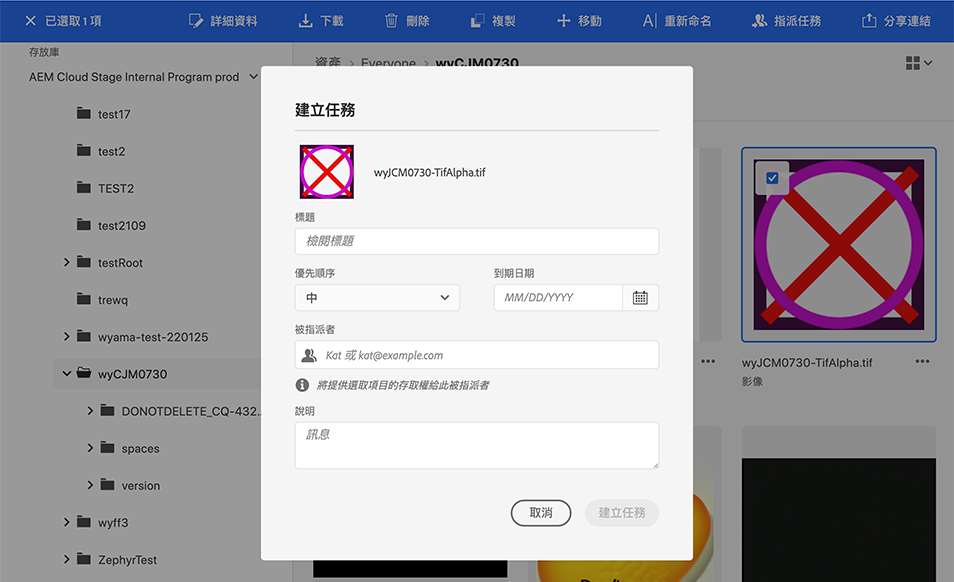 已選取 1 項
詳細資料
下載
刪除
複製
移動
重新命名
指派任務
分享連結
存放庫
AEM Cloud Stage Internal Program prod
資產 > Everyone > wyCJM0730
test17
test2
TEST2
test2109
testRoot
trewq
wyama-test-220125
wyCJM0730
DONOTDELETE_CQ-432..
spaces
version
wyff3
ZephyrTest
建立任務
wyJCM0730-TifAlpha.tif
標題
檢閱標題
優先順序
到期日期
中
MM/DD/YYYY
被指派者
Kat 或 kat@example.com
將提供選取項目的存取權給此被指派者
說明
訊息
取消
建立任務
wyJCM0730-TifAlpha.tif
影像